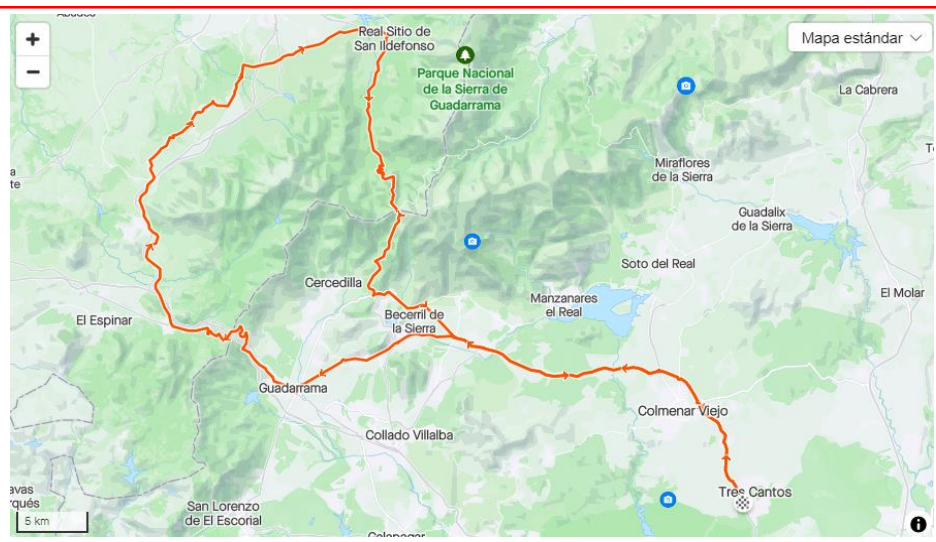 +
−
Mapa estándar
Real Sitio de
San Ildefonso
Parque Nacional
de la Sierra de
Guadarrama
La Cabrera
Miraflores
de la Sierra
Guadalix
de la Sierra
Soto del Real
El Molar
Cercedilla
Manzanares
el Real
Becerril de
la Sierra
El Espinar
Guadarrama
Colmenar Viejo
Collado Villalba
Tres Cantos
San Lorenzo
de El Escorial
5 km